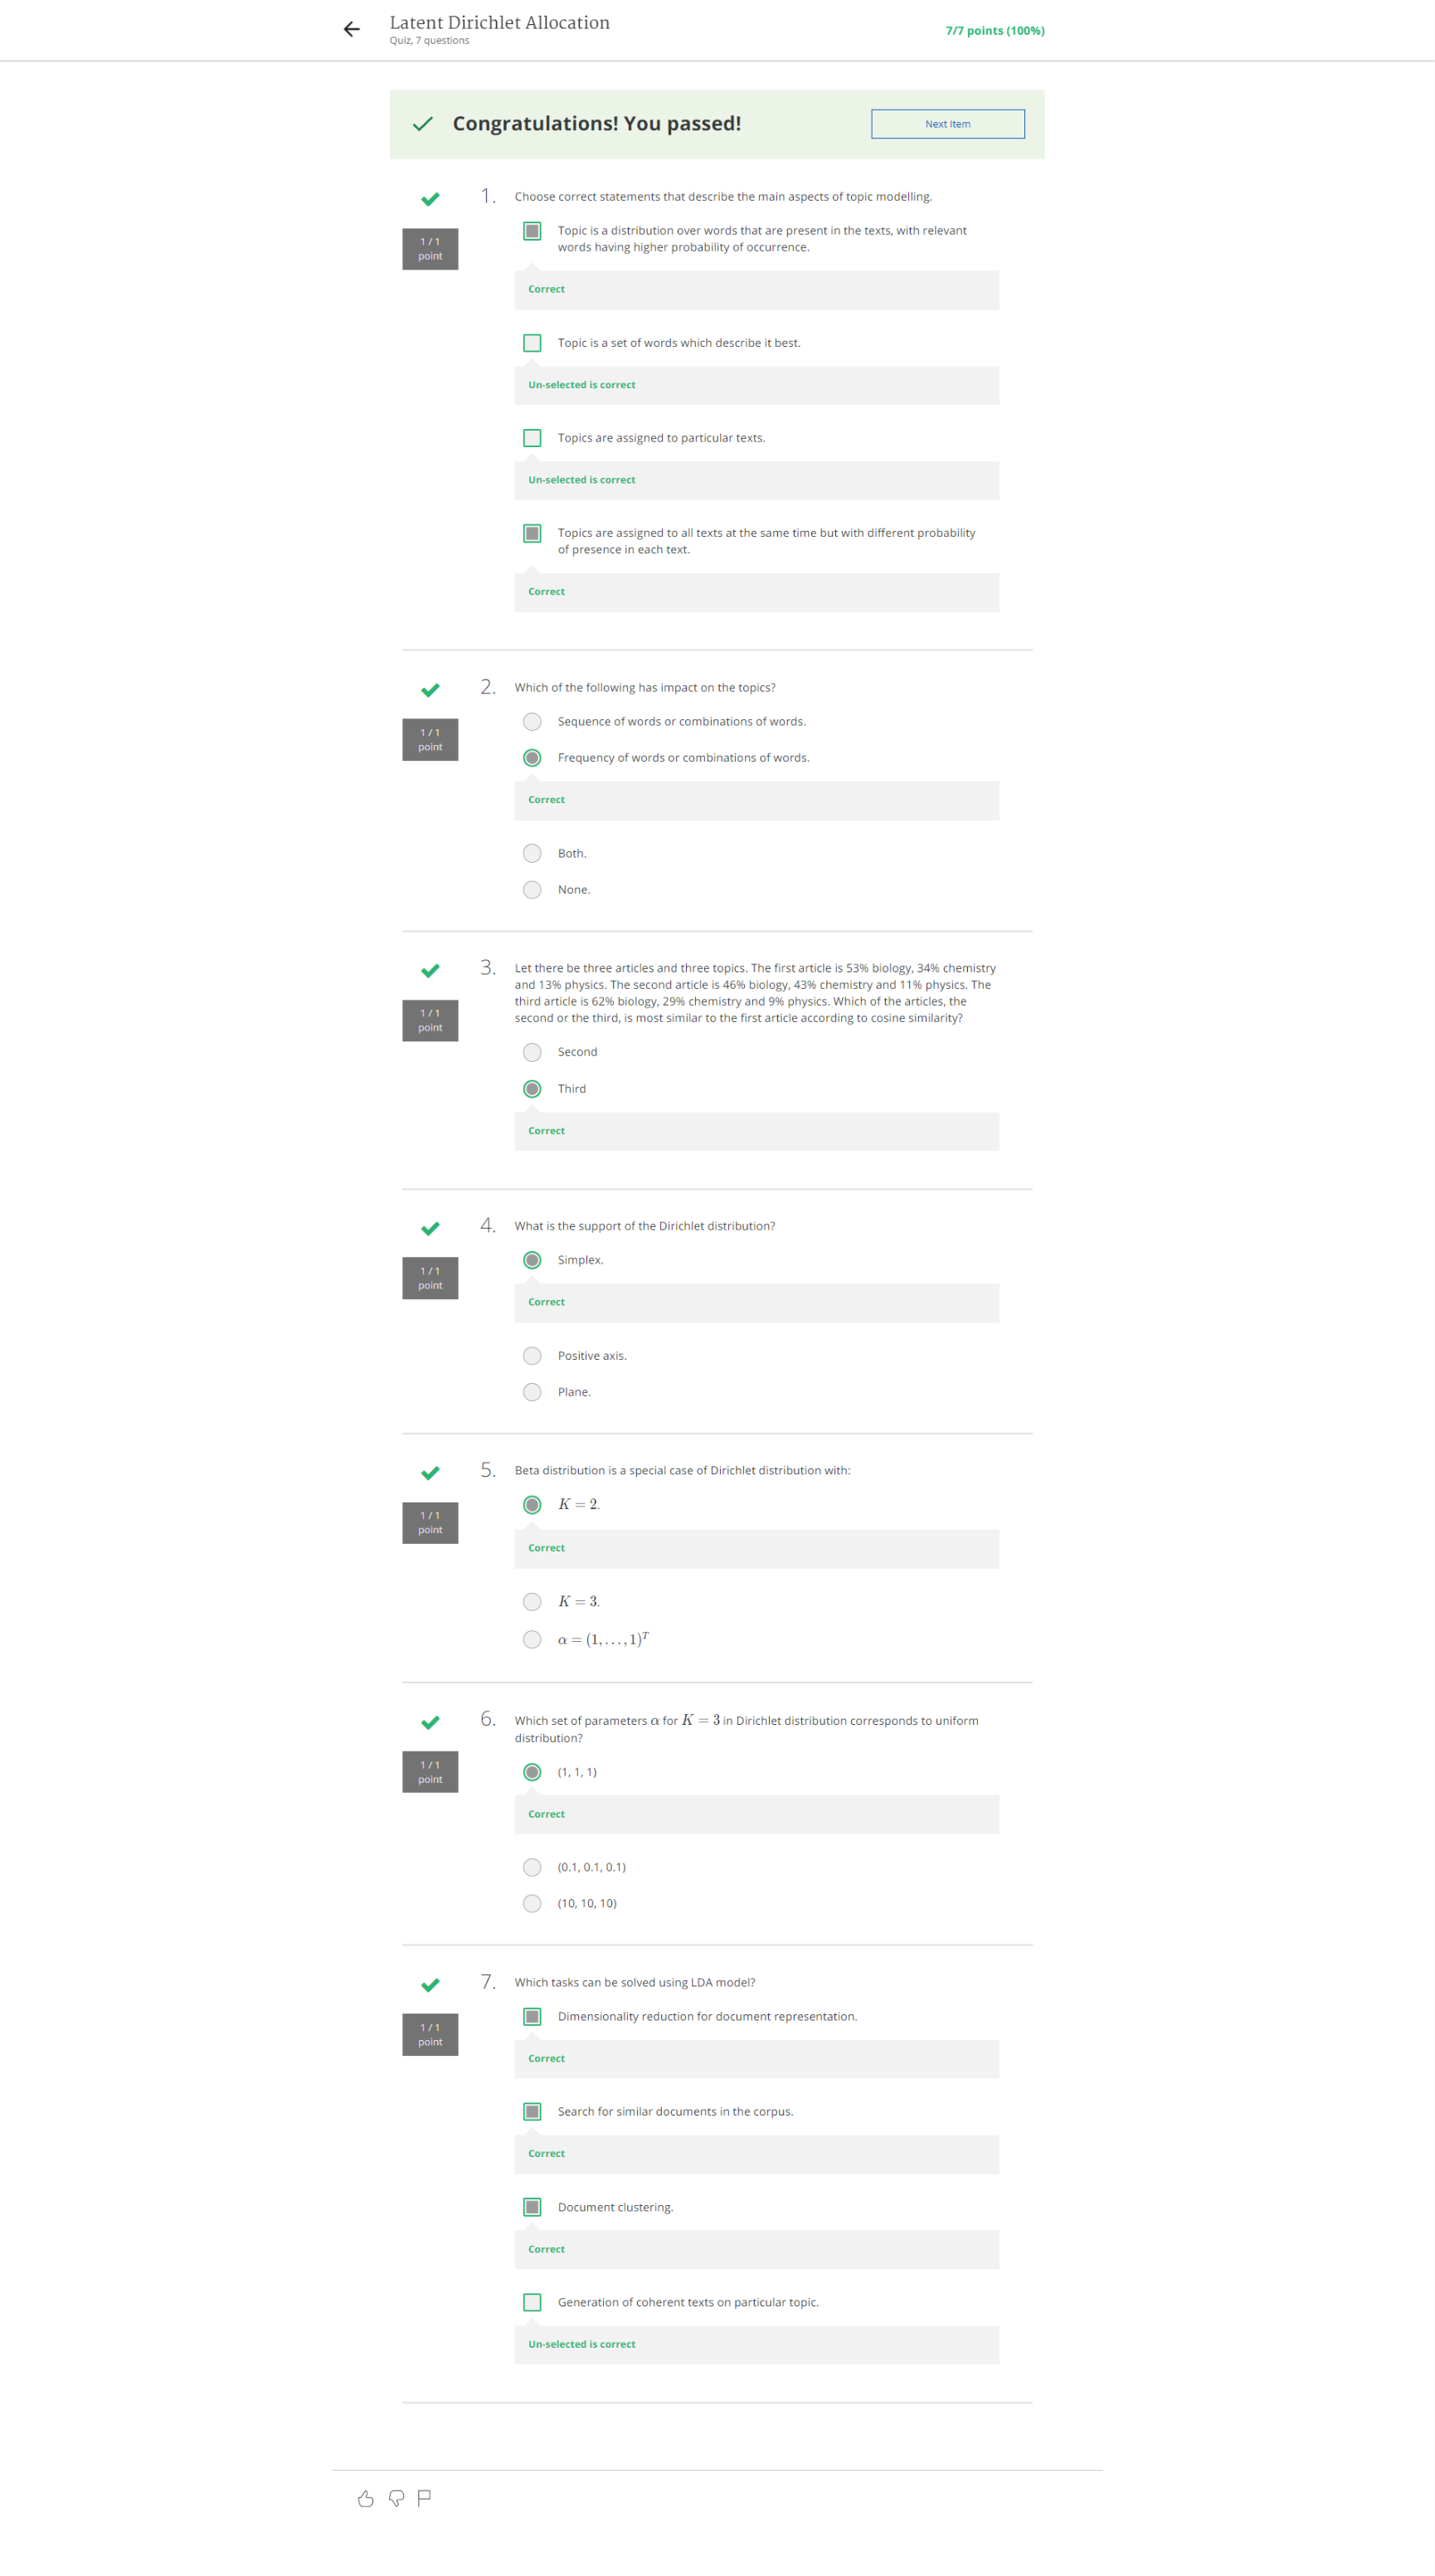 Latent Dirichlet Allocation
Quiz, 7 questions
7/7 points (100%)
Congratulations! You passed!
Next Item
1. Choose correct statements that describe the main aspects of topic modelling.
1 / 1
point
Topic is a distribution over words that are present in the texts, with relevant
words having higher probability of occurrence.
Correct
Topic is a set of words which describe it best.
Un-selected is correct
Topics are assigned to particular texts.
Un-selected is correct
Topics are assigned to all texts at the same time but with different probability
of presence in each text.
Correct
2. Which of the following has impact on the topics?
1 / 1
point
Sequence of words or combinations of words.
Frequency of words or combinations of words.
Correct
Both.
None.
3. Let there be three articles and three topics. The first article is 53% biology, 34% chemistry
and 13% physics. The second article is 46% biology, 43% chemistry and 11% physics. The
third article is 62% biology, 29% chemistry and 9% physics. Which of the articles, the
second or the third, is most similar to the first article according to cosine similarity?
1 / 1
point
Second
Third
Correct
4. What is the support of the Dirichlet distribution?
1 / 1
point
Simplex.
Correct
Positive axis.
Plane.
5. Beta distribution is a special case of Dirichlet distribution with:
1 / 1
point
K = 2.
Correct
K = 3.
α = (1, . . . , 1)^T
6. Which set of parameters α for K = 3 in Dirichlet distribution corresponds to uniform
distribution?
1 / 1
point
(1, 1, 1)
Correct
(0.1, 0.1, 0.1)
(10, 10, 10)
7. Which tasks can be solved using LDA model?
1 / 1
point
Dimensionality reduction for document representation.
Correct
Search for similar documents in the corpus.
Correct
Document clustering.
Correct
Generation of coherent texts on particular topic.
Un-selected is correct